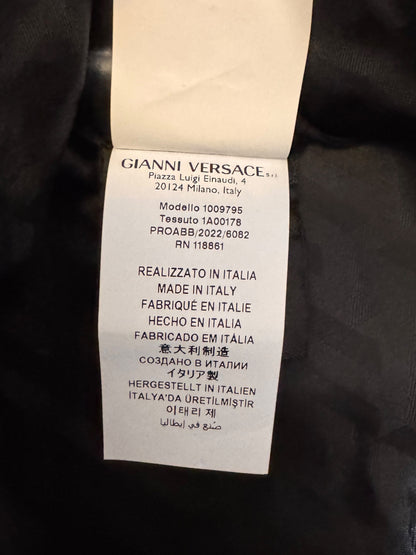 GIANNI VERSACE S.r.l.
Piazza Luigi Einaudi, 4
20124 Milano, Italy
Modello 1009795
Tessuto 1A00176
PROABB/2022/6082
RN 118861
REALIZZATO IN ITALIA
MADE IN ITALY
FABRIQUÉ EN ITALIE
HECHO EN ITALIA
FABRICADO EM ITÁLIA
意大利制造
СОЗДАНО В ИТАЛИИ
イタリア製
HERGESTELLT IN ITALIEN
İTALYA'DA ÜRETİLMİŞTİR
이태리 제
صنع في إيطاليا